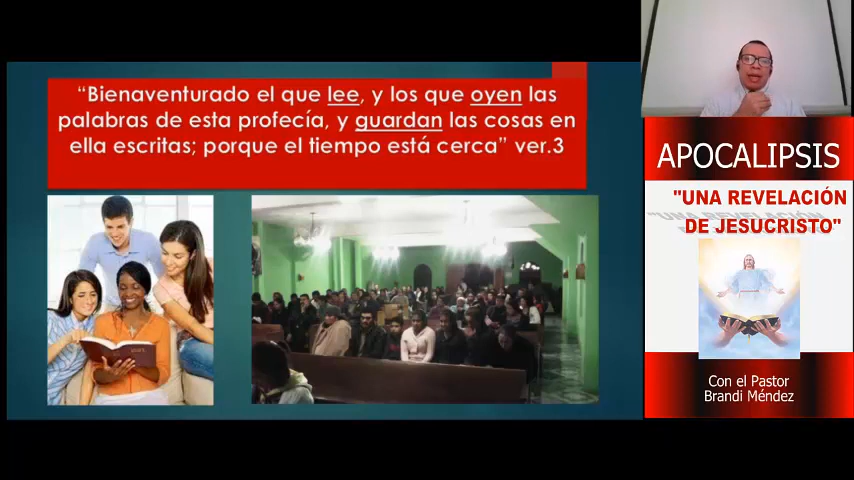 “Bienaventurado el que lee, y los que oyen las
palabras de esta profecía, y guardan las cosas en
ella escritas; porque el tiempo está cerca” ver.3
APOCALIPSIS
"UNA REVELACIÓN
DE JESUCRISTO"
Con el Pastor
Brandi Méndez